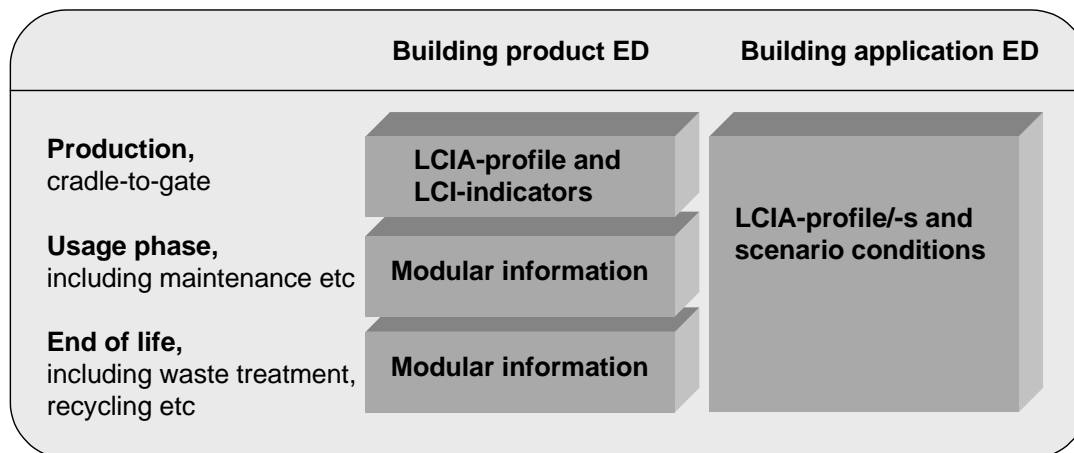 Building product ED
Building application ED
Production,
cradle-to-gate
LCIA-profile and
LCI-indicators
LCIA-profile/-s and
scenario conditions
Usage phase,
including maintenance etc
Modular information
End of life,
including waste treatment,
recycling etc
Modular information